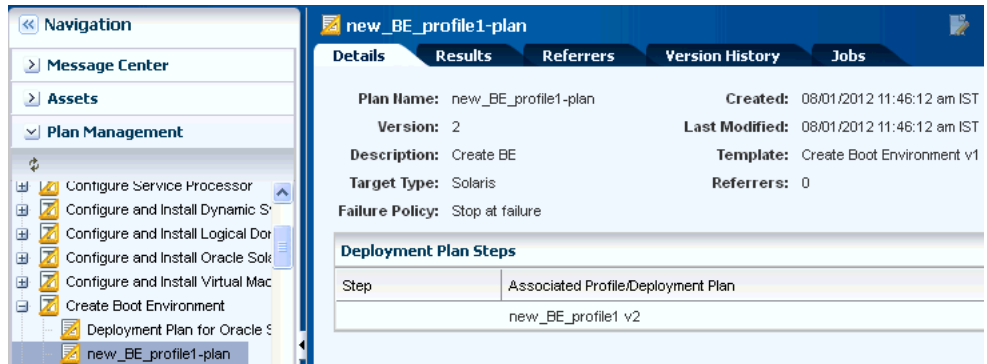 Navigation
Message Center
Assets
Plan Management
Configure Service Processor
Configure and Install Dynamic
Configure and Install Logical
Configure and Install Oracle
Configure and Install Virtual
Create Boot Environment
Deployment Plan for Oracle
new_BE_profile1-plan
new_BE_profile1-plan
Details Results Referrers Version History Jobs
Plan Name: new_BE_profile1-plan Created: 08/01/2012 11:46:12 am IST
Version: 2 Last Modified: 08/01/2012 11:46:12 am IST
Description: Create BE Template: Create Boot Environment v1
Target Type: Solaris Referrers: 0
Failure Policy: Stop at failure
Deployment Plan Steps
Step Associated Profile/Deployment Plan
new_BE_profile1 v2